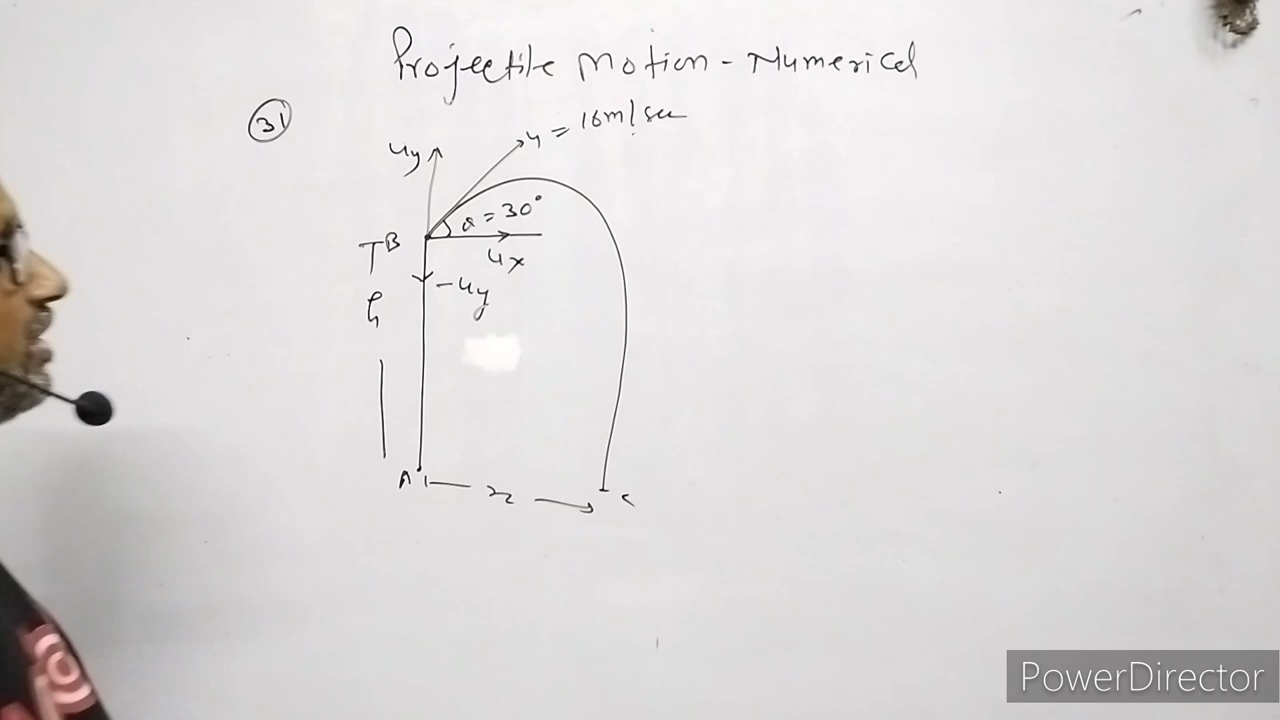 Projectile Motion - Numerical
31
uy
u = 16m/sec
α = 30°
B
ux
-uy
h
A
x
C
PowerDirector